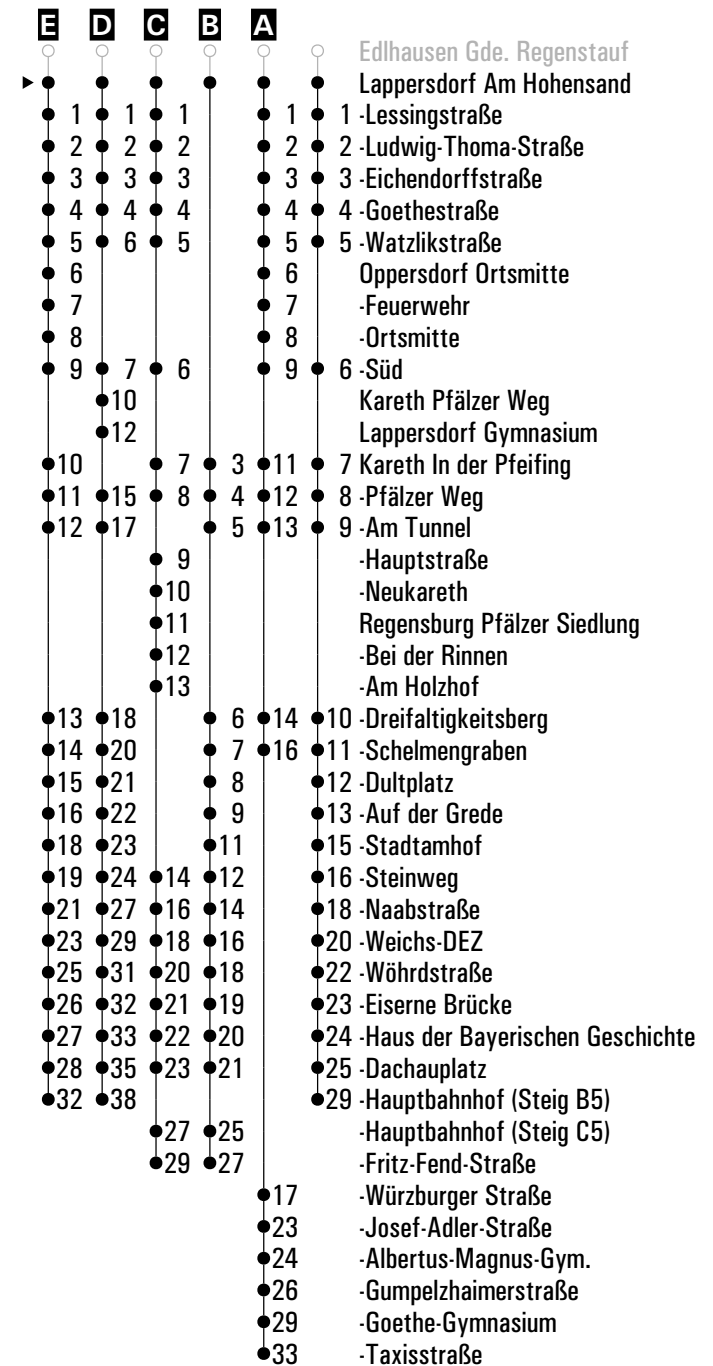 E D C B A
Edlhausen Gde. Regenstauf
Lappersdorf Am Hohensand
1 1 1 1 1 -Lessingstraße
2 2 2 2 2 -Ludwig-Thoma-Straße
3 3 3 3 3 -Eichendorffstraße
4 4 4 4 4 -Goethestraße
5 6 5 5 5 -Watzlikstraße
6 6 Oppersdorf Ortsmitte
7 7 -Feuerwehr
8 8 -Ortsmitte
9 7 6 9 6 -Süd
10 Kareth Pfälzer Weg
12 Lappersdorf Gymnasium
10 7 3 11 7 Kareth In der Pfeifing
11 15 8 4 12 8 -Pfälzer Weg
12 17 5 13 9 -Am Tunnel
9 -Hauptstraße
10 -Neukareth
11 Regensburg Pfälzer Siedlung
12 -Bei der Rinnen
13 -Am Holzhof
13 18 6 14 10 -Dreifaltigkeitsberg
14 20 7 16 11 -Schelmengraben
15 21 8 12 -Dultplatz
16 22 9 13 -Auf der Grede
18 23 11 15 -Stadtamhof
19 24 14 12 16 -Steinweg
21 27 16 14 18 -Naabstraße
23 29 18 16 20 -Weichs-DEZ
25 31 20 18 22 -Wöhrdstraße
26 32 21 19 23 -Eiserne Brücke
27 33 22 20 24 -Haus der Bayerischen Geschichte
28 35 23 21 25 -Dachauplatz
32 38 29 -Hauptbahnhof (Steig B5)
27 25 -Hauptbahnhof (Steig C5)
29 27 -Fritz-Fend-Straße
17 -Würzburger Straße
23 -Josef-Adler-Straße
24 -Albertus-Magnus-Gym.
26 -Gumpelzhaimerstraße
29 -Goethe-Gymnasium
33 -Taxisstraße